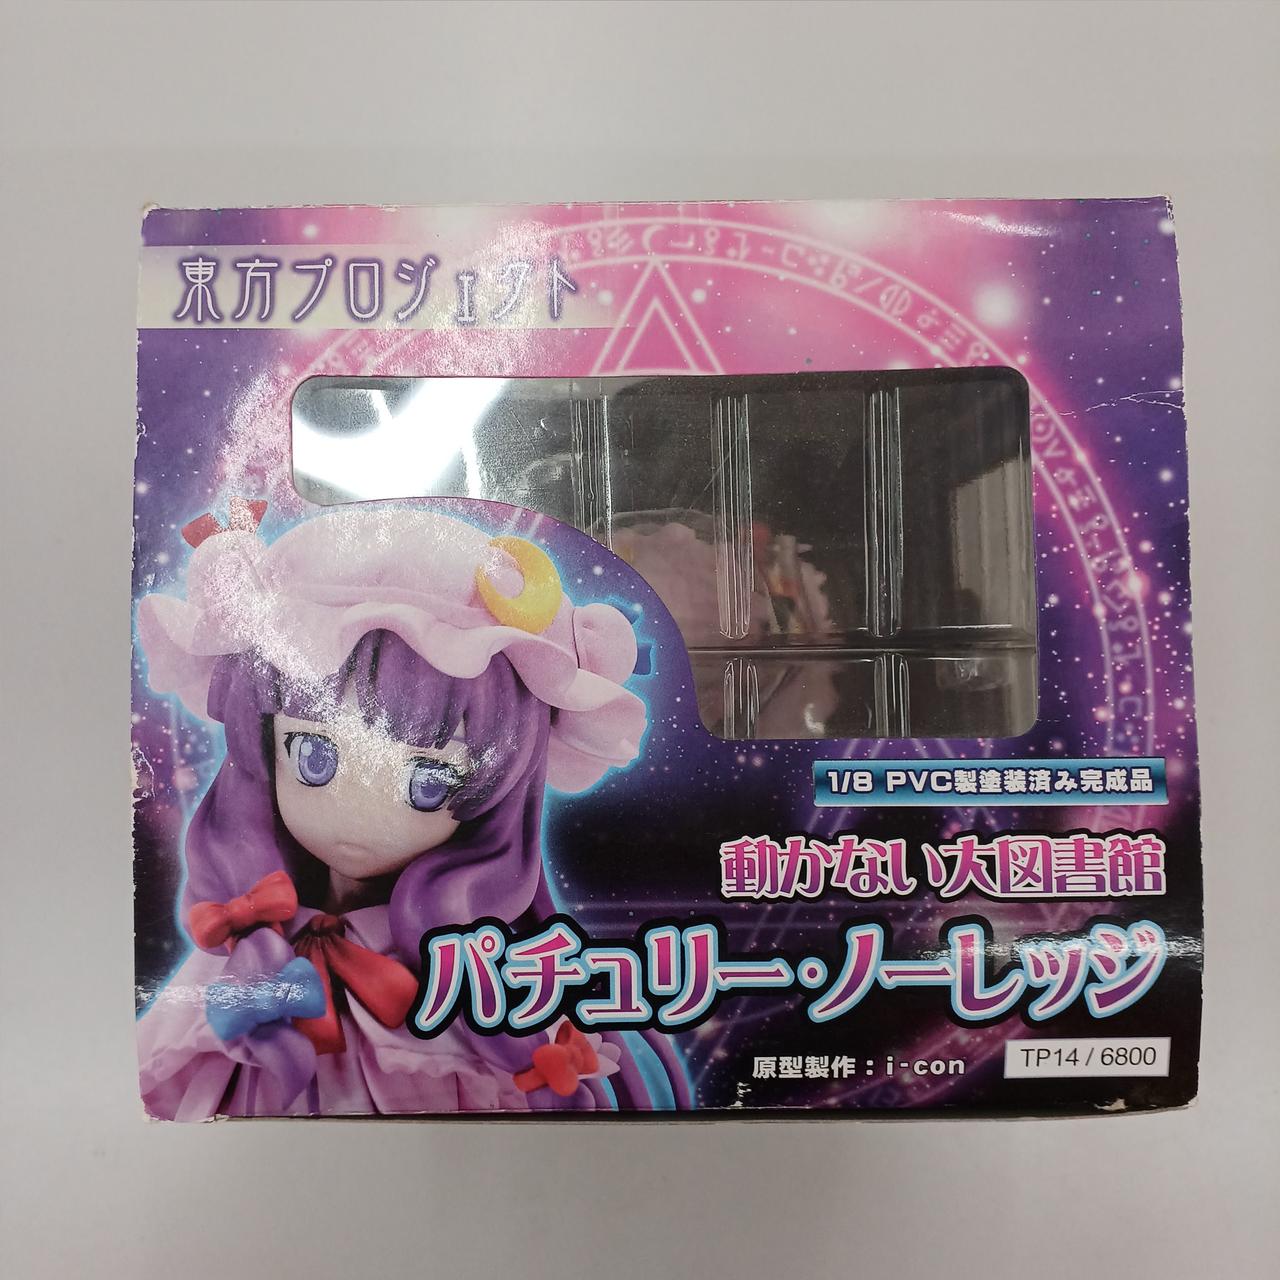 東方プロジェクト
1/8 PVC製塗装済み完成品
動かない大図書館
パチュリー・ノーレッジ
原型製作：i-con
TP14 / 6800